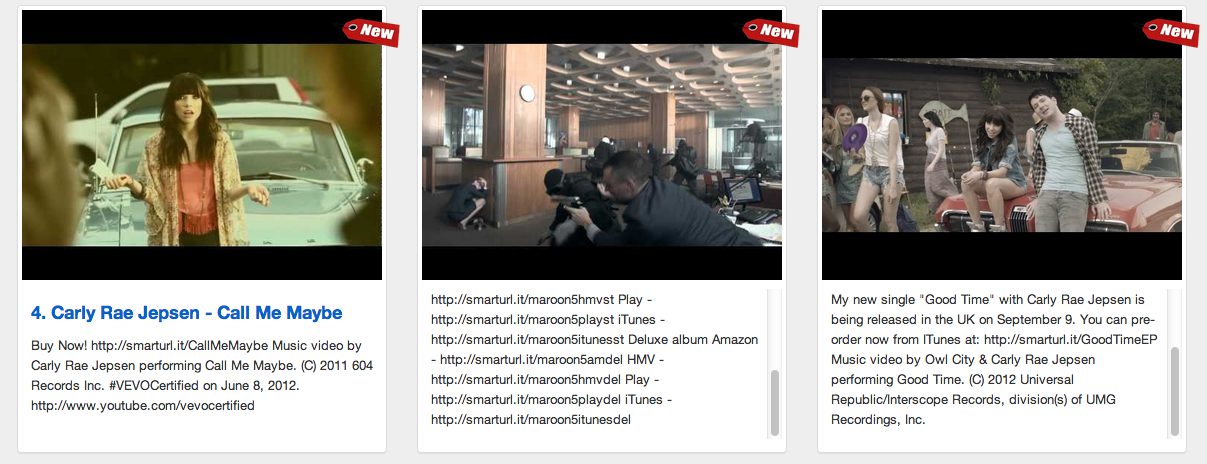 New
New
New
4. Carly Rae Jepsen - Call Me Maybe
Buy Now! http://smarturl.it/CallMeMaybe Music video by
Carly Rae Jepsen performing Call Me Maybe. (C) 2011 604
Records Inc. #VEVOCertified on June 8, 2012.
http://www.youtube.com/vevocertified
http://smarturl.it/maroon5hmvst Play -
http://smarturl.it/maroon5playst iTunes -
http://smarturl.it/maroon5itunesst Deluxe album Amazon
- http://smarturl.it/maroon5amdel HMV -
http://smarturl.it/maroon5hmvdel Play -
http://smarturl.it/maroon5playdel iTunes -
http://smarturl.it/maroon5itunesdel
My new single "Good Time" with Carly Rae Jepsen is
being released in the UK on September 9. You can pre-
order now from ITunes at: http://smarturl.it/GoodTimeEP
Music video by Owl City & Carly Rae Jepsen
performing Good Time. (C) 2012 Universal
Republic/Interscope Records, division(s) of UMG
Recordings, Inc.